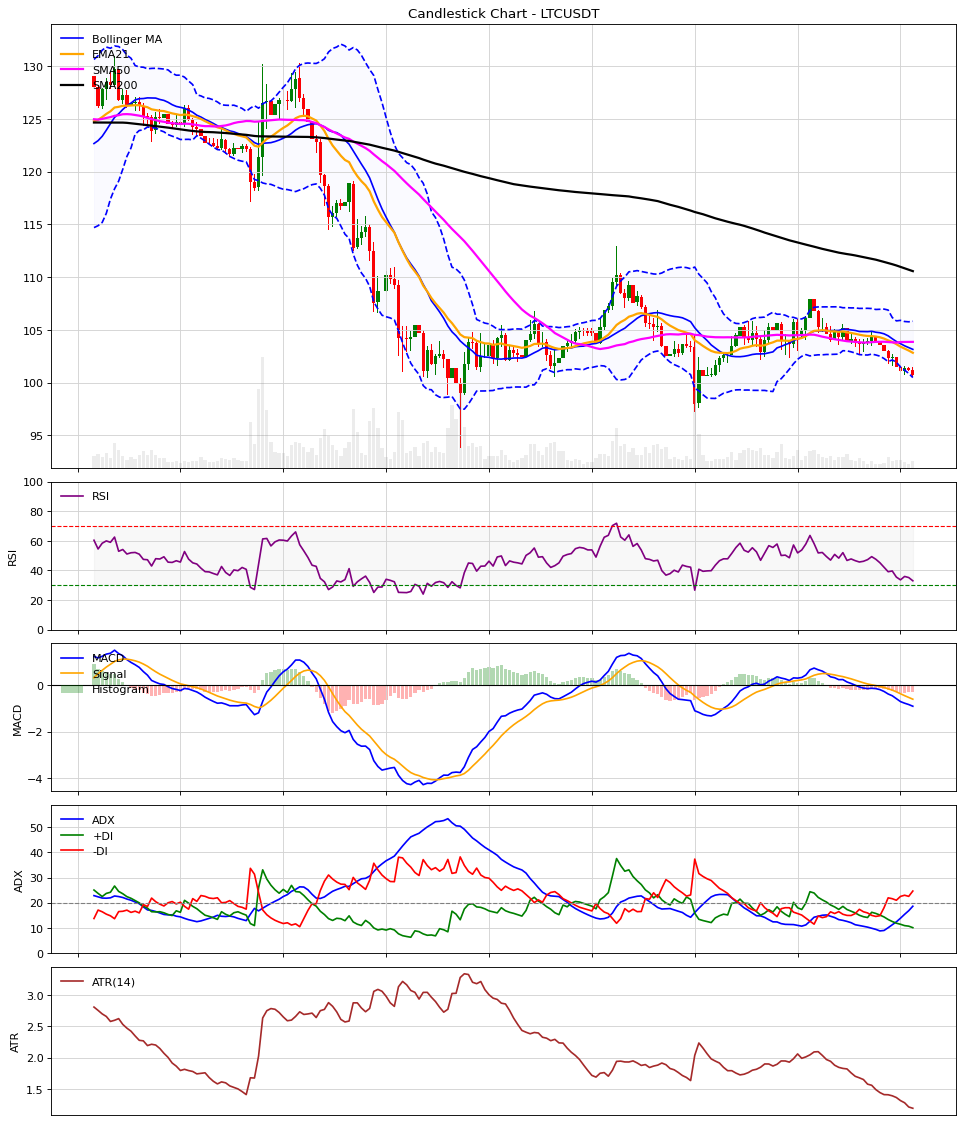 Candlestick Chart - LTCUSDT
Bollinger MA
EMA21
SMA50
SMA200
130
125
120
115
110
105
100
95
RSI
100
80
60
40
20
0
RSI
MACD
Signal
Histogram
0
−2
−4
MACD
ADX
+DI
-DI
50
40
30
20
10
0
ADX
ATR(14)
3.0
2.5
2.0
1.5
ATR